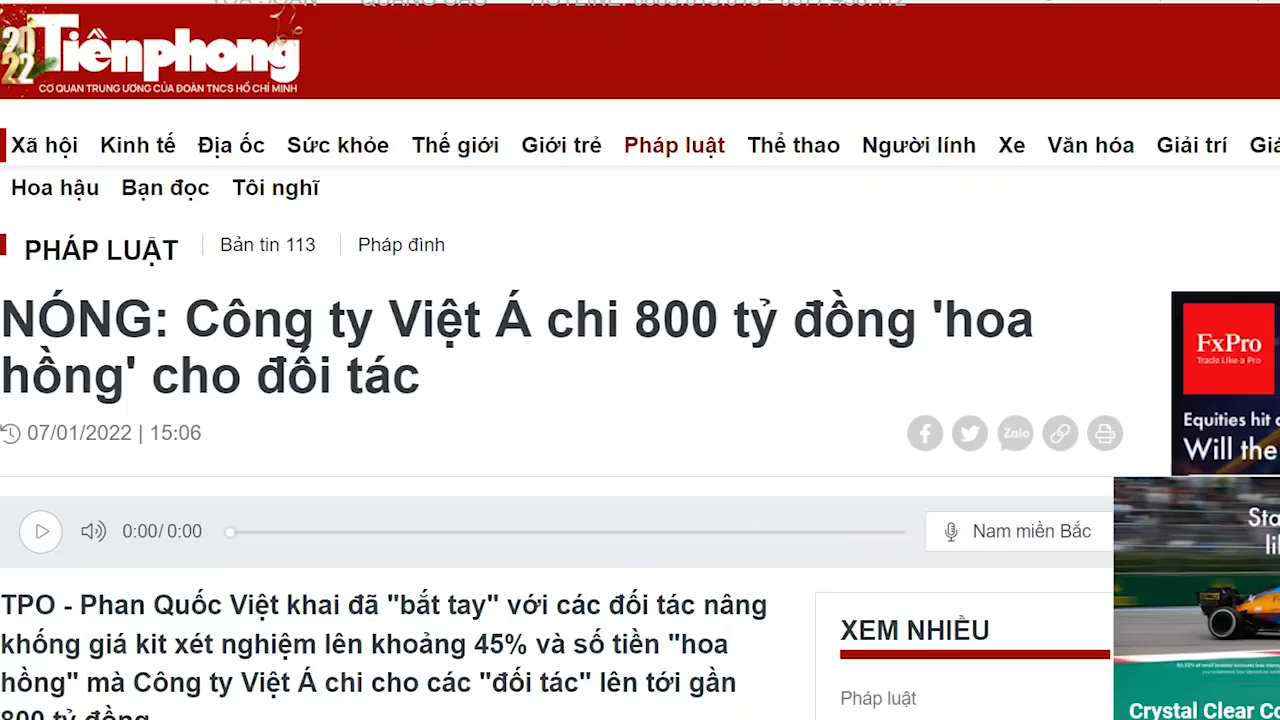 2022 Tiềnphong
CƠ QUAN TRUNG ƯƠNG CỦA ĐOÀN TNCS HỒ CHÍ MINH
Xã hội Kinh tế Địa ốc Sức khỏe Thế giới Giới trẻ Pháp luật Thể thao Người lính Xe Văn hóa Giải trí
Hoa hậu Bạn đọc Tôi nghĩ
PHÁP LUẬT Bản tin 113 Pháp đình
NÓNG: Công ty Việt Á chi 800 tỷ đồng 'hoa
hồng' cho đối tác
07/01/2022 | 15:06
Zalo
FxPro
Trade Like a Pro
Equities hit
Will the
0:00/ 0:00
Nam miền Bắc
TPO - Phan Quốc Việt khai đã "bắt tay" với các đối tác nâng
khống giá kit xét nghiệm lên khoảng 45% và số tiền "hoa
hồng" mà Công ty Việt Á chi cho các "đối tác" lên tới gần
800 tỷ đồng
XEM NHIỀU
Pháp luật
Crystal Clear